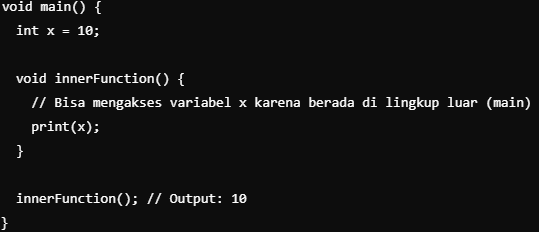 void main() {
  int x = 10;

  void innerFunction() {
    // Bisa mengakses variabel x karena berada di lingkup luar (main)
    print(x);
  }

  innerFunction(); // Output: 10
}